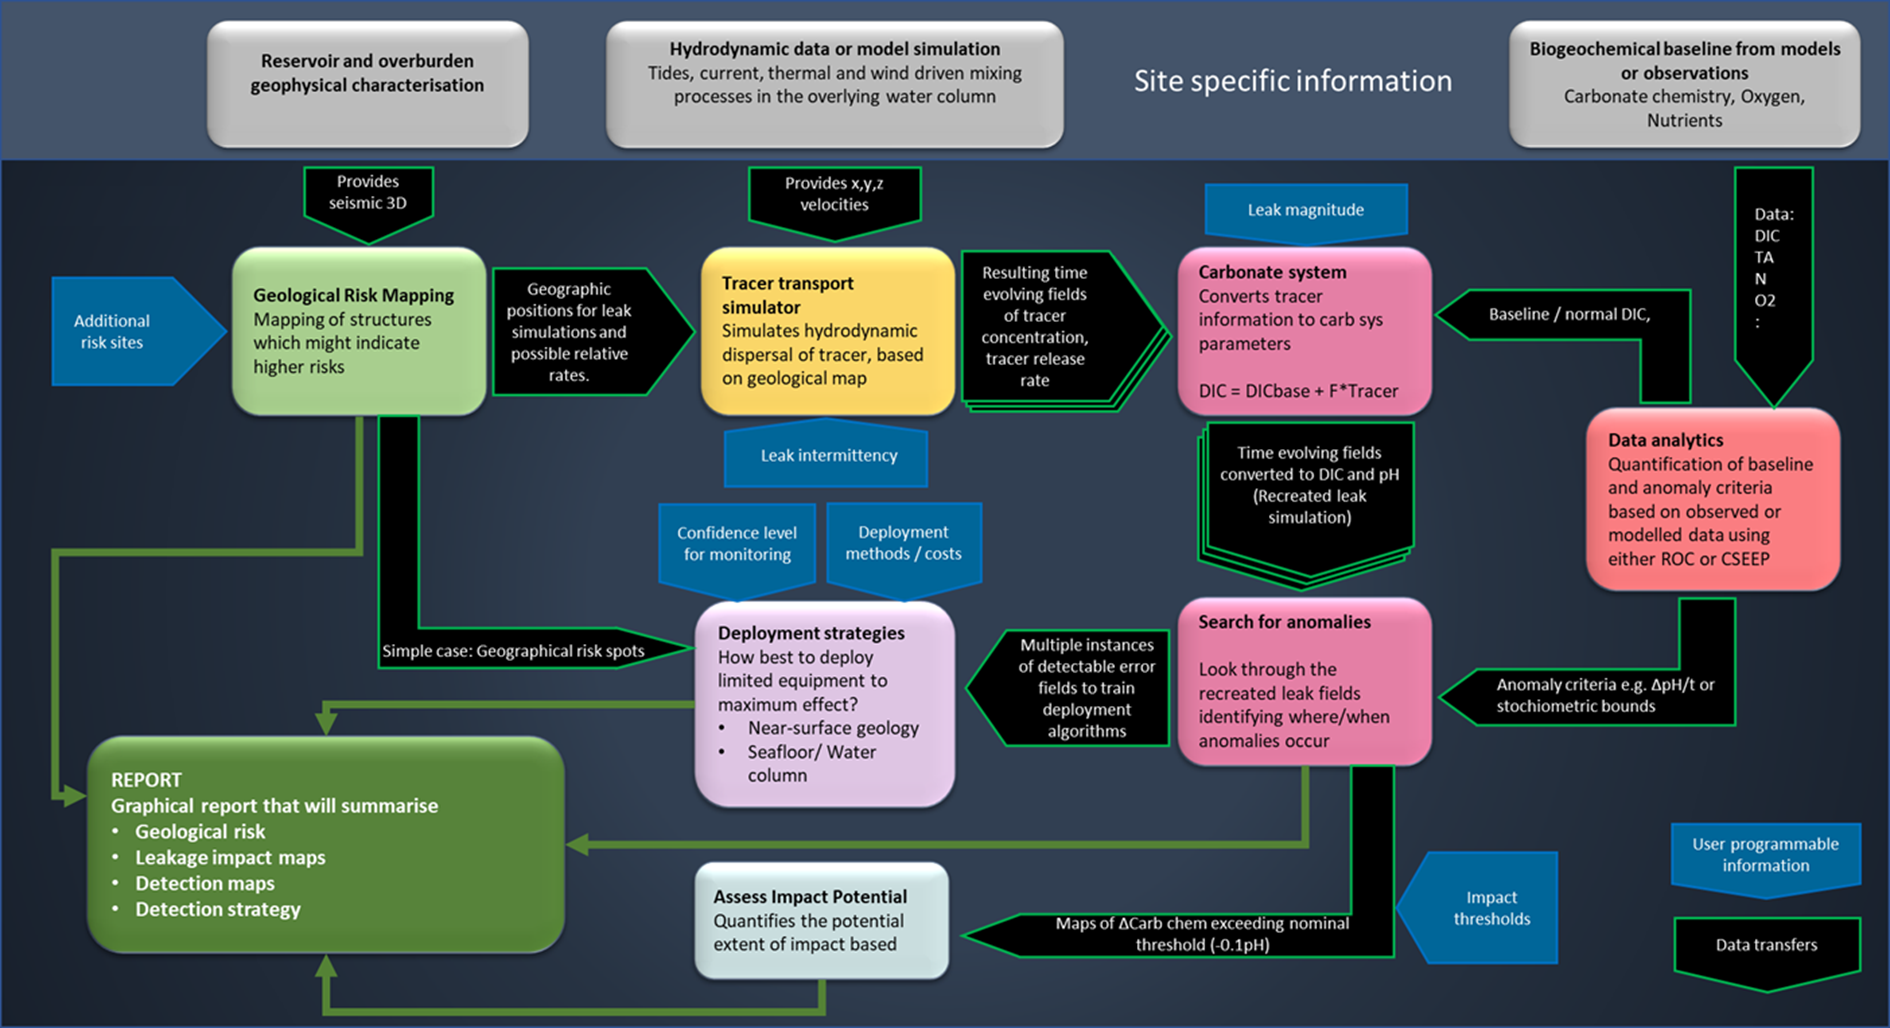 Reservoir and overburden
geophysical characterisation
Hydrodynamic data or model simulation
Tides, current, thermal and wind driven mixing
processes in the overlying water column
Site specific information
Biogeochemical baseline from models
or observations
Carbonate chemistry, Oxygen,
Nutrients
Provides
seismic 3D
Provides x,y,z
velocities
Leak magnitude
Data:
DIC
TA
N
O2
:
Additional
risk sites
Geological Risk Mapping
Mapping of structures
which might indicate
higher risks
Geographic
positions for leak
simulations and
possible relative
rates.
Tracer transport
simulator
Simulates hydrodynamic
dispersal of tracer, based
on geological map
Resulting time
evolving fields
of tracer
concentration,
tracer release
rate
Carbonate system
Converts tracer
information to carb sys
parameters
DIC = DICbase + F*Tracer
Baseline / normal DIC,
Leak intermittency
Time evolving fields
converted to DIC and pH
(Recreated leak
simulation)
Data analytics
Quantification of baseline
and anomaly criteria
based on observed or
modelled data using
either ROC or CSEEP
Confidence level
for monitoring
Deployment
methods / costs
Simple case: Geographical risk spots
Deployment strategies
How best to deploy
limited equipment to
maximum effect?
• Near-surface geology
• Seafloor/ Water
column
Multiple instances
of detectable error
fields to train
deployment
algorithms
Search for anomalies
Look through the
recreated leak fields
identifying where/when
anomalies occur
Anomaly criteria e.g. ΔpH/t or
stochiometric bounds
REPORT
Graphical report that will summarise
• Geological risk
• Leakage impact maps
• Detection maps
• Detection strategy
Assess Impact Potential
Quantifies the potential
extent of impact based
Maps of ΔCarb chem exceeding nominal
threshold (-0.1pH)
Impact
thresholds
User programmable
information
Data transfers